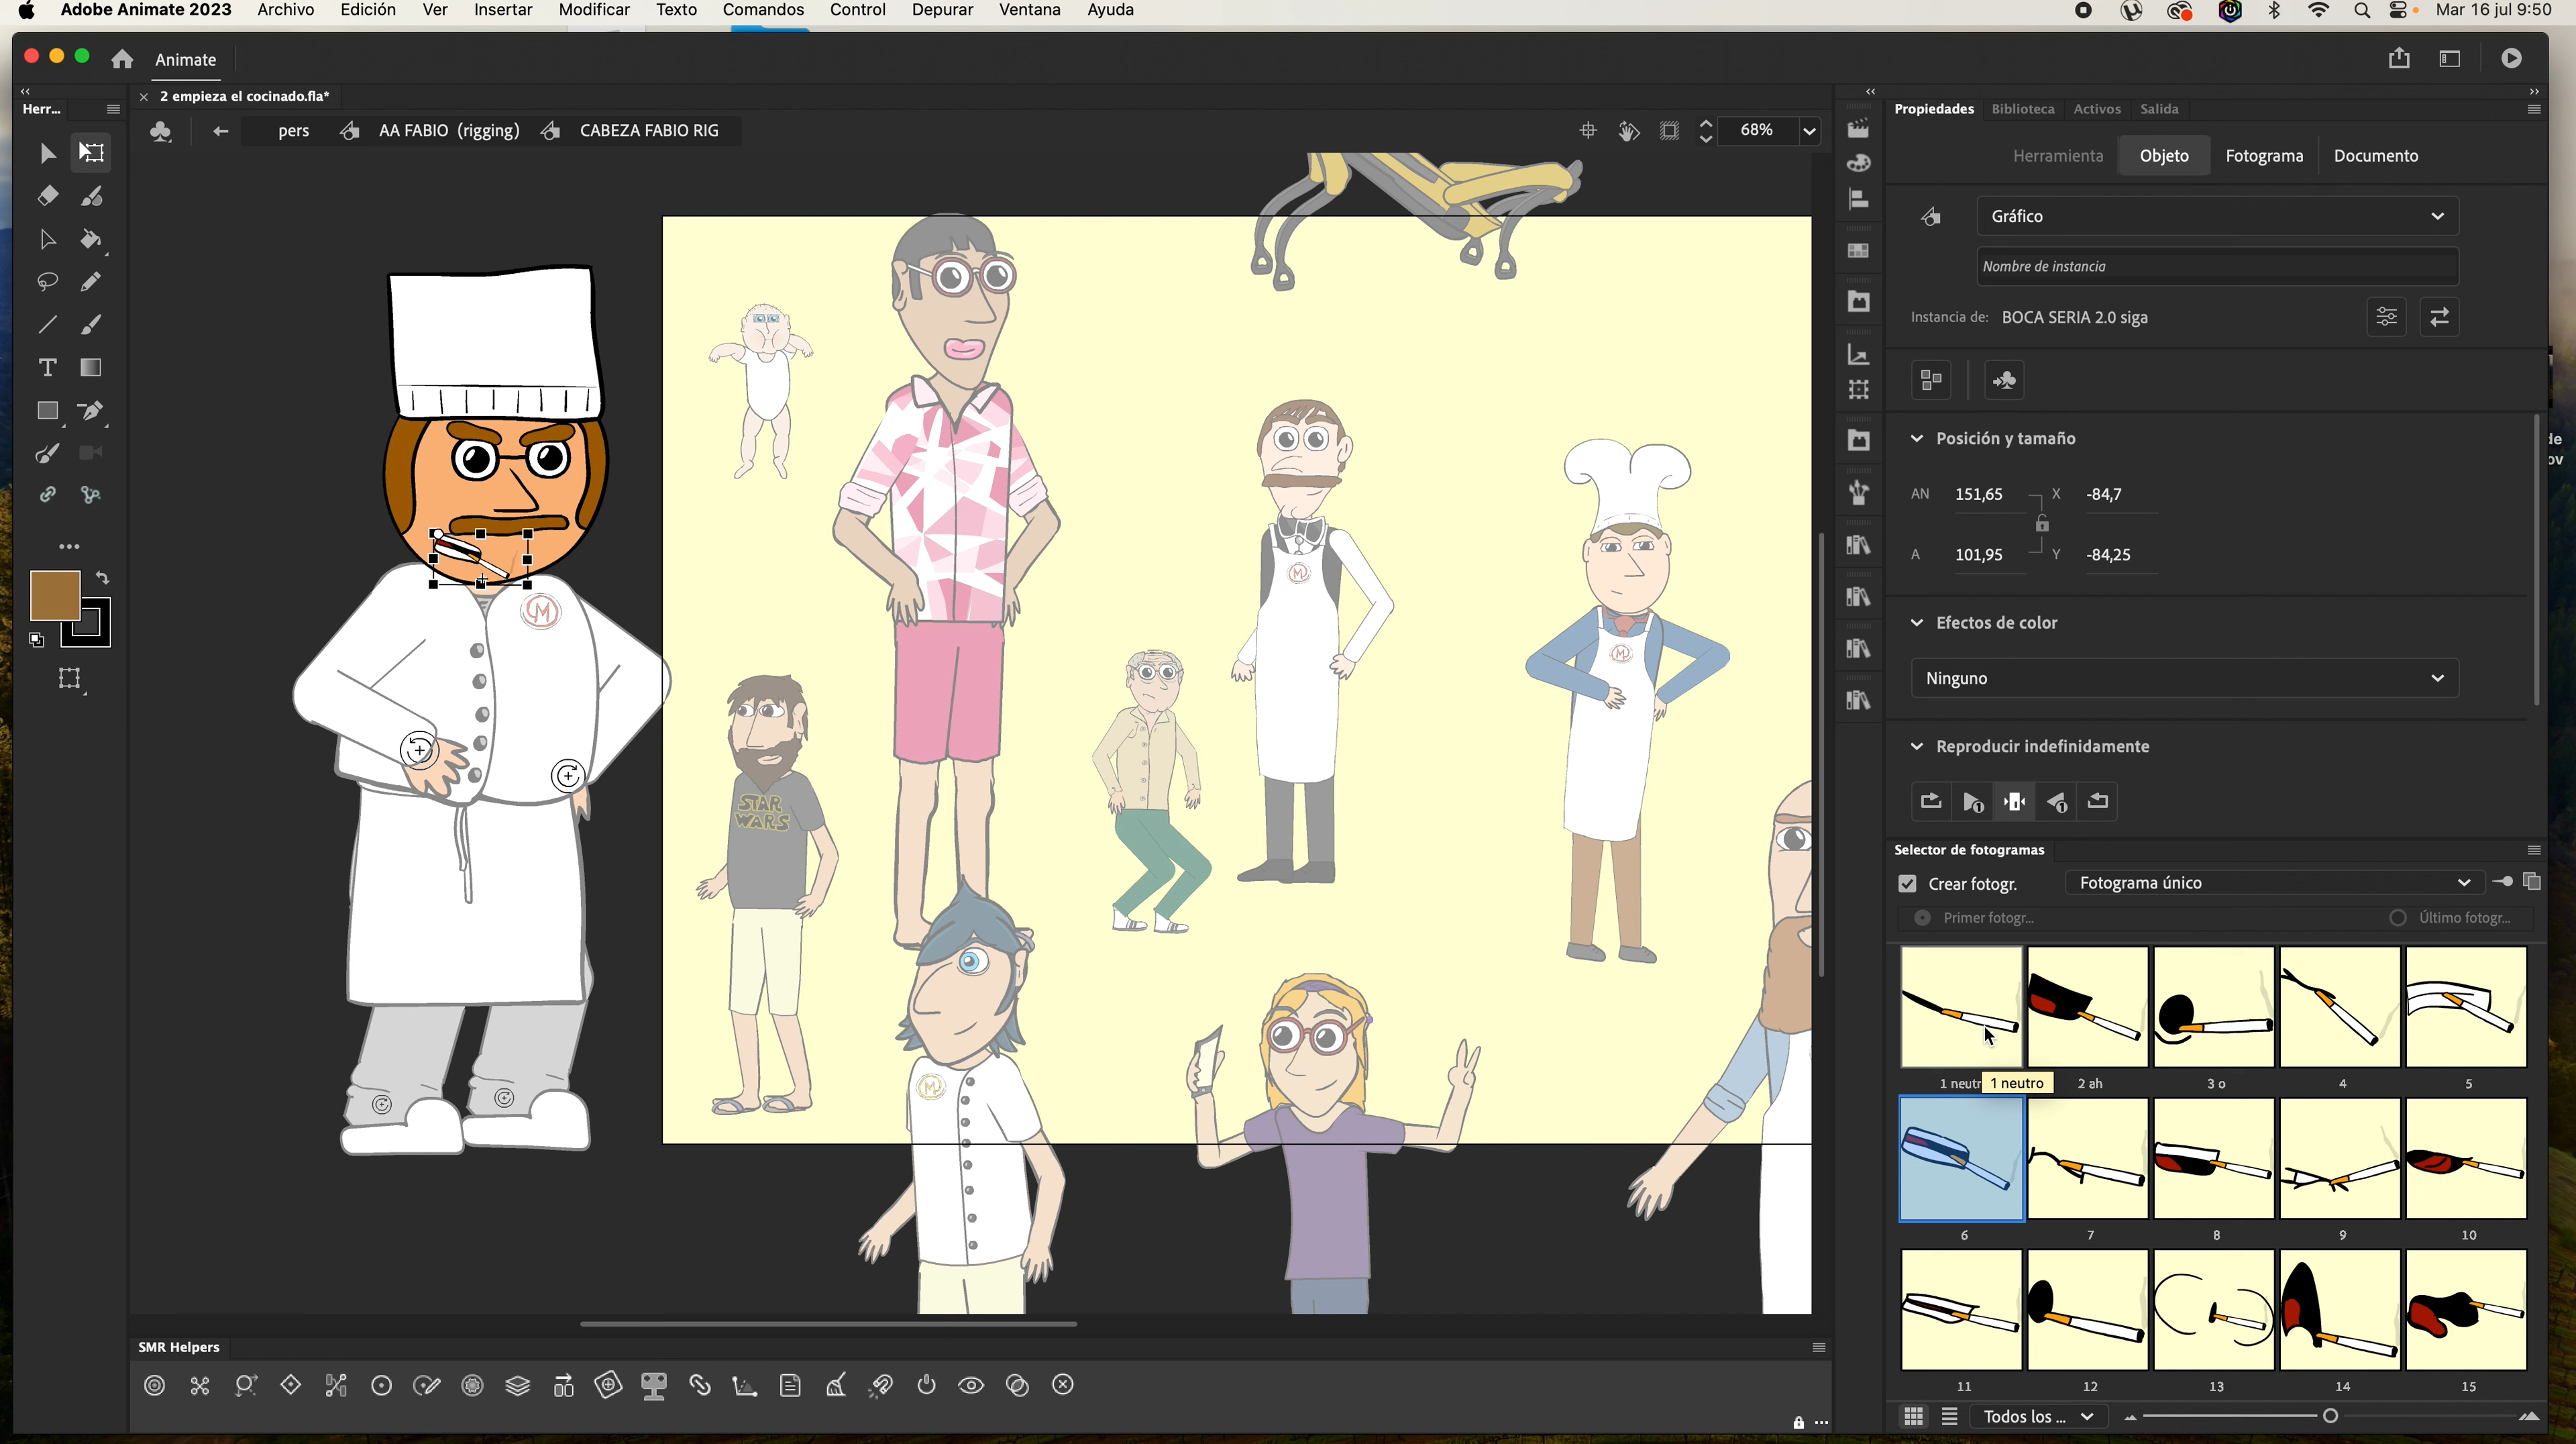 Adobe Animate 2023 Archivo Edición Ver Insertar Modificar Texto Comandos Control Depurar Ventana Ayuda Mar 16 jul 9:50
Animate
Herr...
2 empieza el cocinado.fla*
Propiedades Biblioteca Activos Salida
pers AA FABIO (rigging) CABEZA FABIO RIG
68%
Herramienta Objeto Fotograma Documento
Gráfico
Nombre de instancia
Instancia de: BOCA SERIA 2.0 siga
Posición y tamaño
AN 151,65 X -84,7
A 101,95 Y -84,25
Efectos de color
Ninguno
Reproducir indefinidamente
Selector de fotogramas
Crear fotogr. Fotograma único
Primer fotogr... Último fotogr...
1 neutr 1 neutro 2 ah 3 o 4 5
6 7 8 9 10
11 12 13 14 15
Todos los ...
STAR
WARS
M
M
M
M
SMR Helpers
de
ov